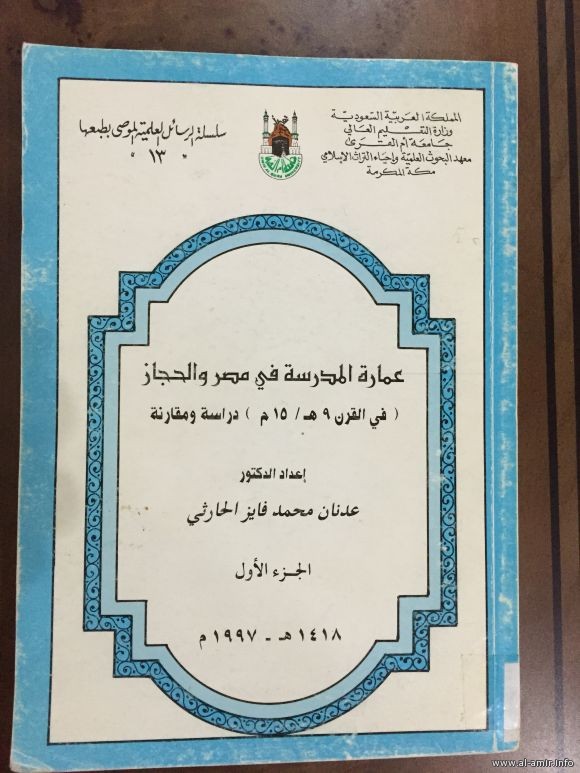 المملكة العربية السعودية
وزارة التعليم العالي
جامعة أم القرى
معهد البحوث العلمية وإحياء التراث الإسلامي
مكة المكرمة
سلسلة الرسائل العلمية الموصى بطبعها
" ١٣ "
عمارة المدرسة في مصر والحجاز
( في القرن ٩ هـ / ١٥ م ) دراسة ومقارنة
إعداد الدكتور
عدنان محمد فايز الحارثي
الجزء الأول
١٤١٨ هـ - ١٩٩٧ م
www.al-amir.info